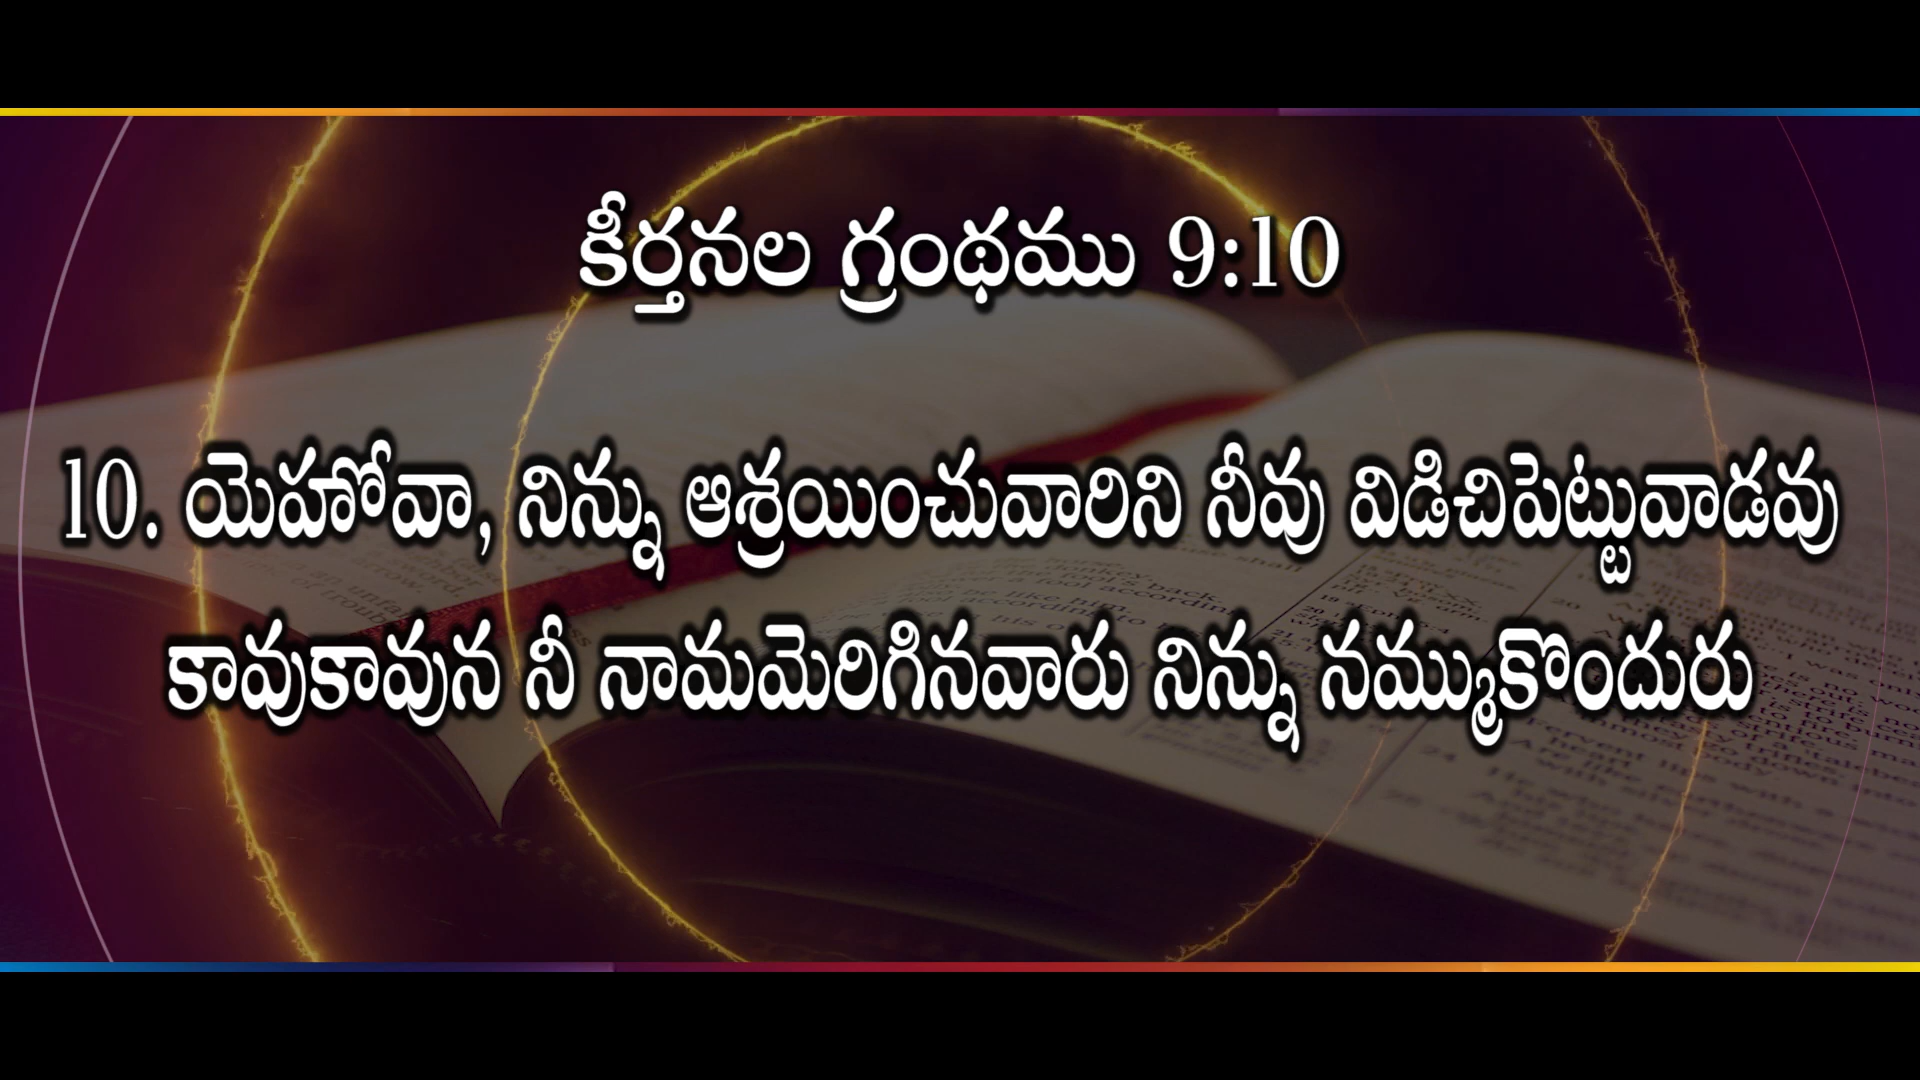 కీర్తనల గ్రంథము 9:10
10. యెహోవా, నిన్ను ఆశ్రయించువారిని నీవు విడిచిపెట్టువాడవు
కావుకావున నీ నామమెరిగినవారు నిన్ను నమ్ముకొందురు